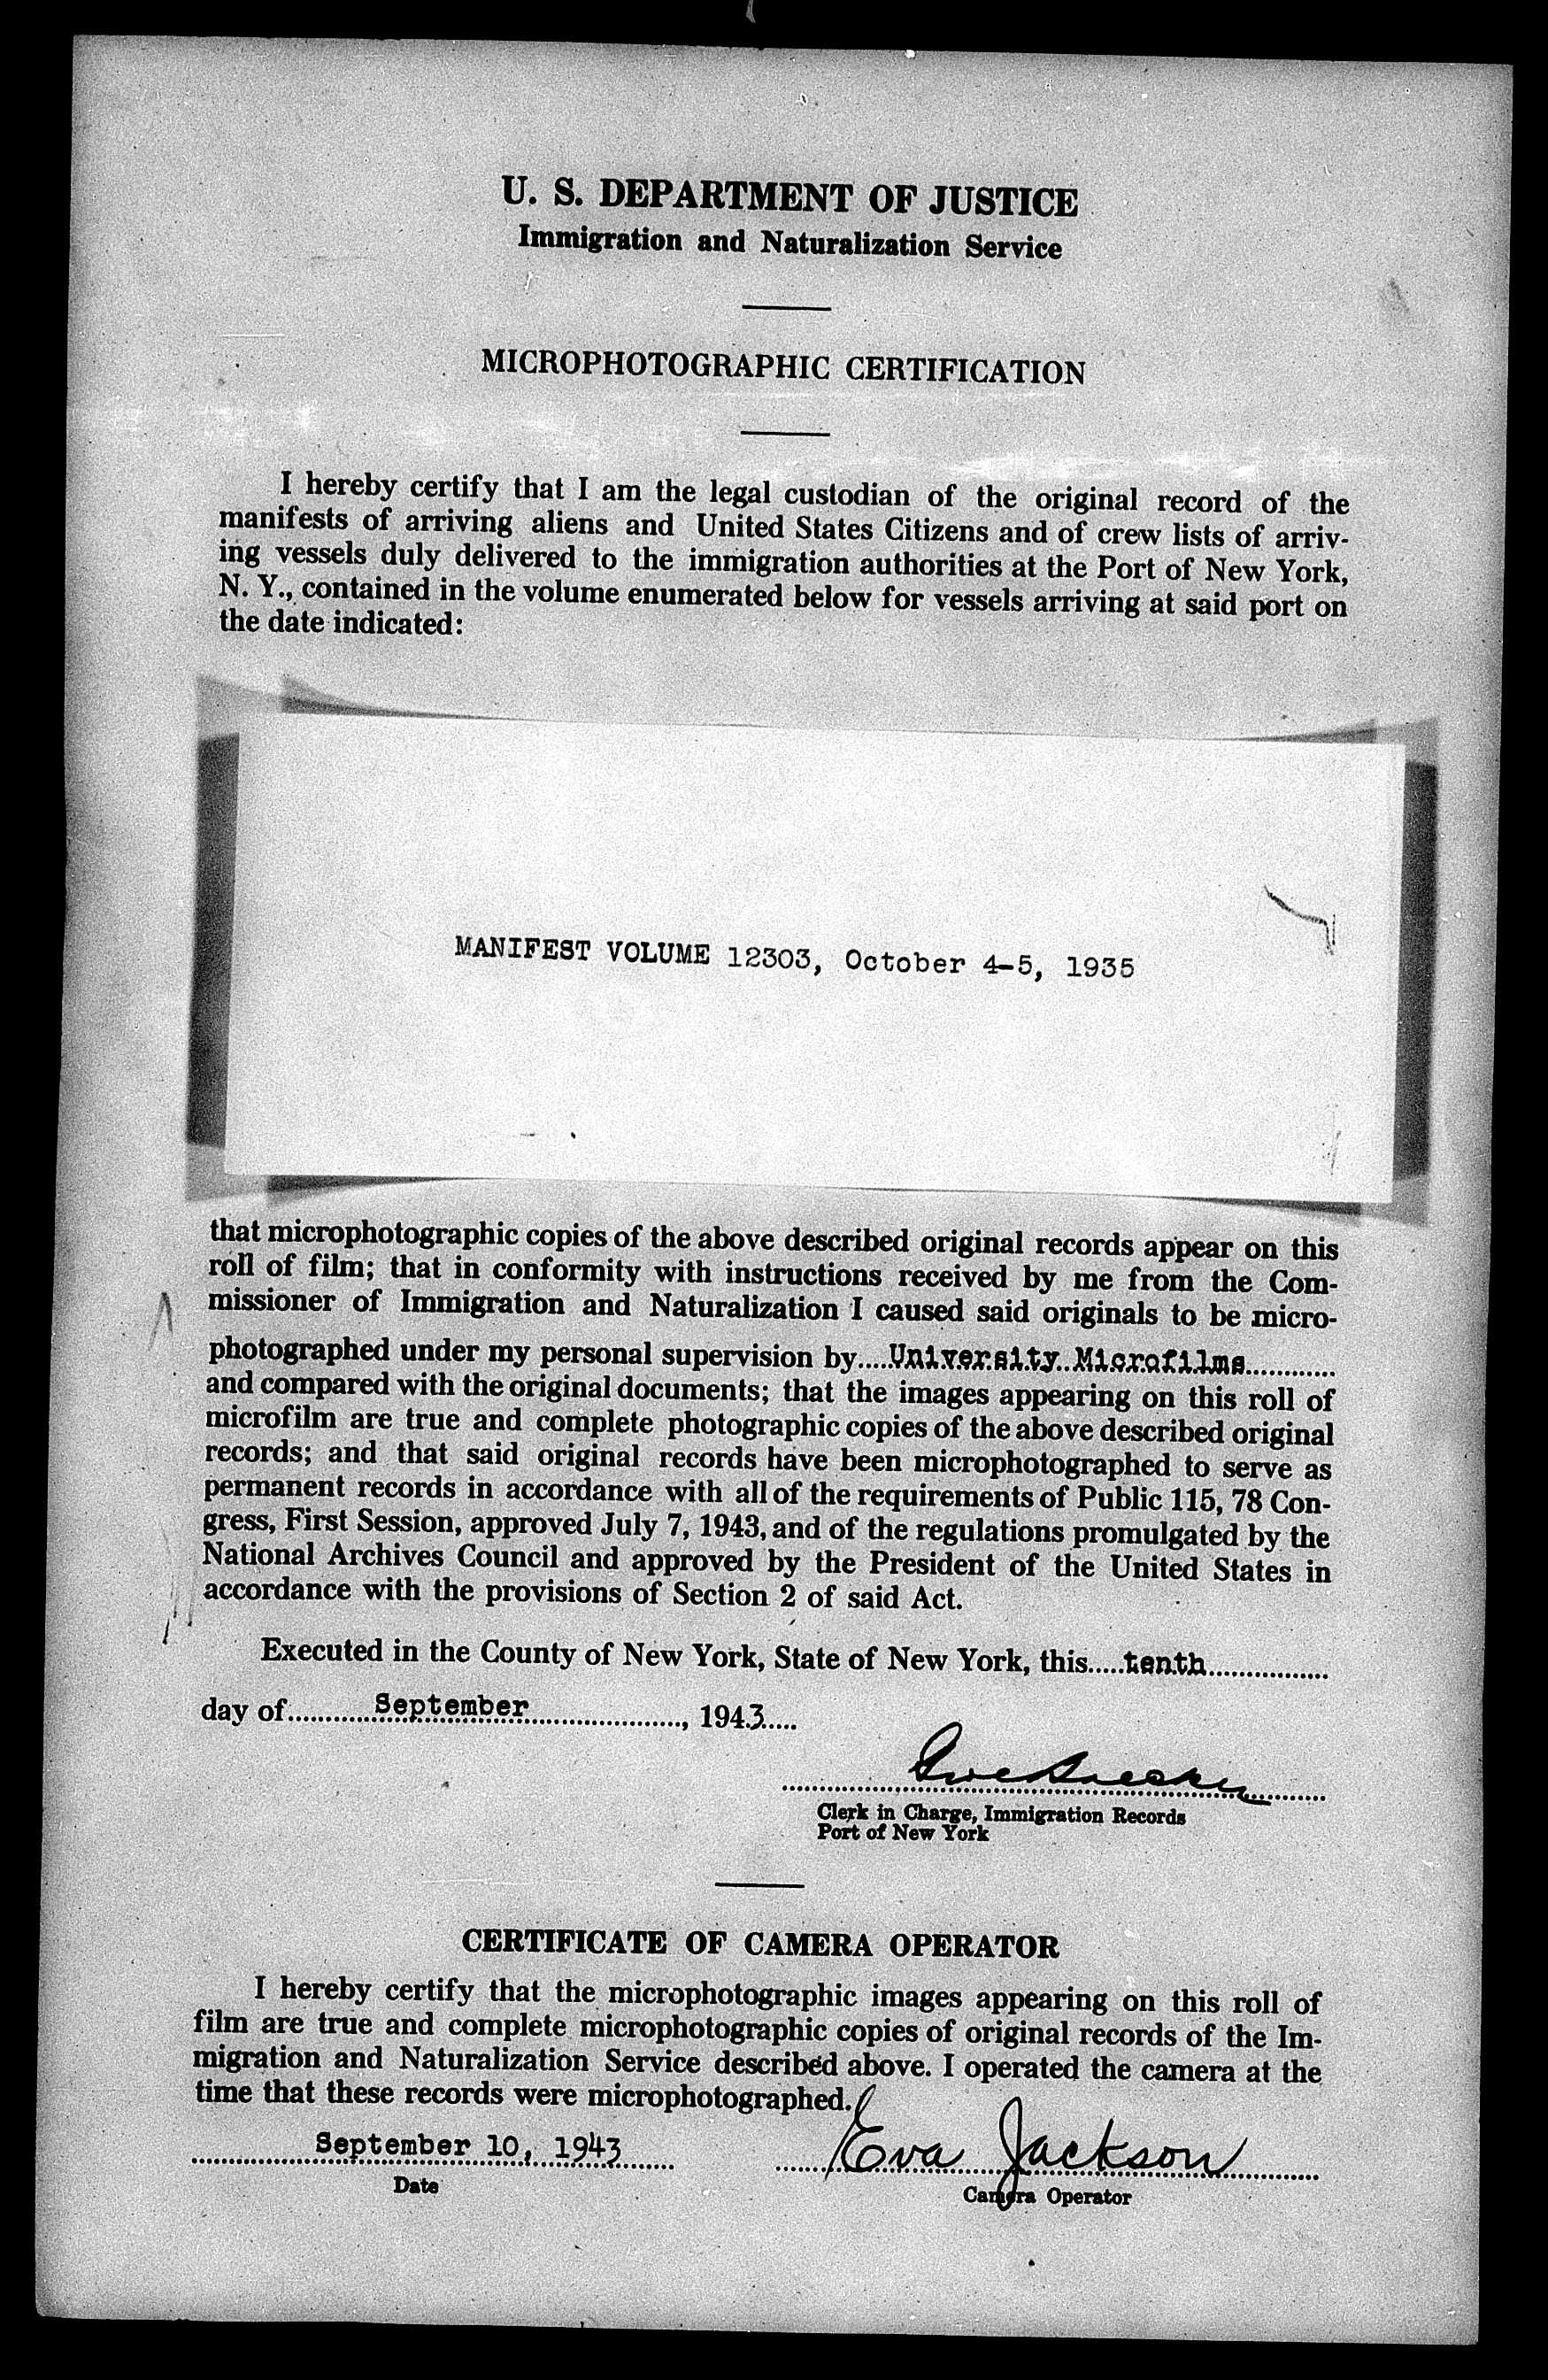 U. S. DEPARTMENT OF JUSTICE
Immigration and Naturalization Service
MICROPHOTOGRAPHIC CERTIFICATION
I hereby certify that I am the legal custodian of the original record of the
manifests of arriving aliens and United States Citizens and of crew lists of arriv-
ing vessels duly delivered to the immigration authorities at the Port of New York,
N. Y., contained in the volume enumerated below for vessels arriving at said port on
the date indicated:
MANIFEST VOLUME 12303, October 4-5, 1935
that microphotographic copies of the above described original records appear on this
roll of film; that in conformity with instructions received by me from the Com-
missioner of Immigration and Naturalization I caused said originals to be micro-
photographed under my personal supervision by....University Microfilms............
and compared with the original documents; that the images appearing on this roll of
microfilm are true and complete photographic copies of the above described original
records; and that said original records have been microphotographed to serve as
permanent records in accordance with all of the requirements of Public 115, 78 Con-
gress, First Session, approved July 7, 1943, and of the regulations promulgated by the
National Archives Council and approved by the President of the United States in
accordance with the provisions of Section 2 of said Act.
Executed in the County of New York, State of New York, this.....tenth.................
day of............September......................, 1943.....
Clerk in Charge, Immigration Records
Port of New York
CERTIFICATE OF CAMERA OPERATOR
I hereby certify that the microphotographic images appearing on this roll of
film are true and complete microphotographic copies of original records of the Im-
migration and Naturalization Service described above. I operated the camera at the
time that these records were microphotographed.
September 10, 1943 Eva Jackson
Date Camera Operator